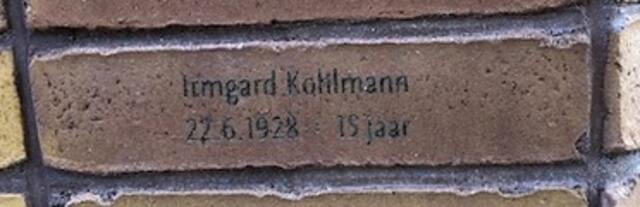 Irmgard Kohlmann
22.6.1928 · 15 jaar